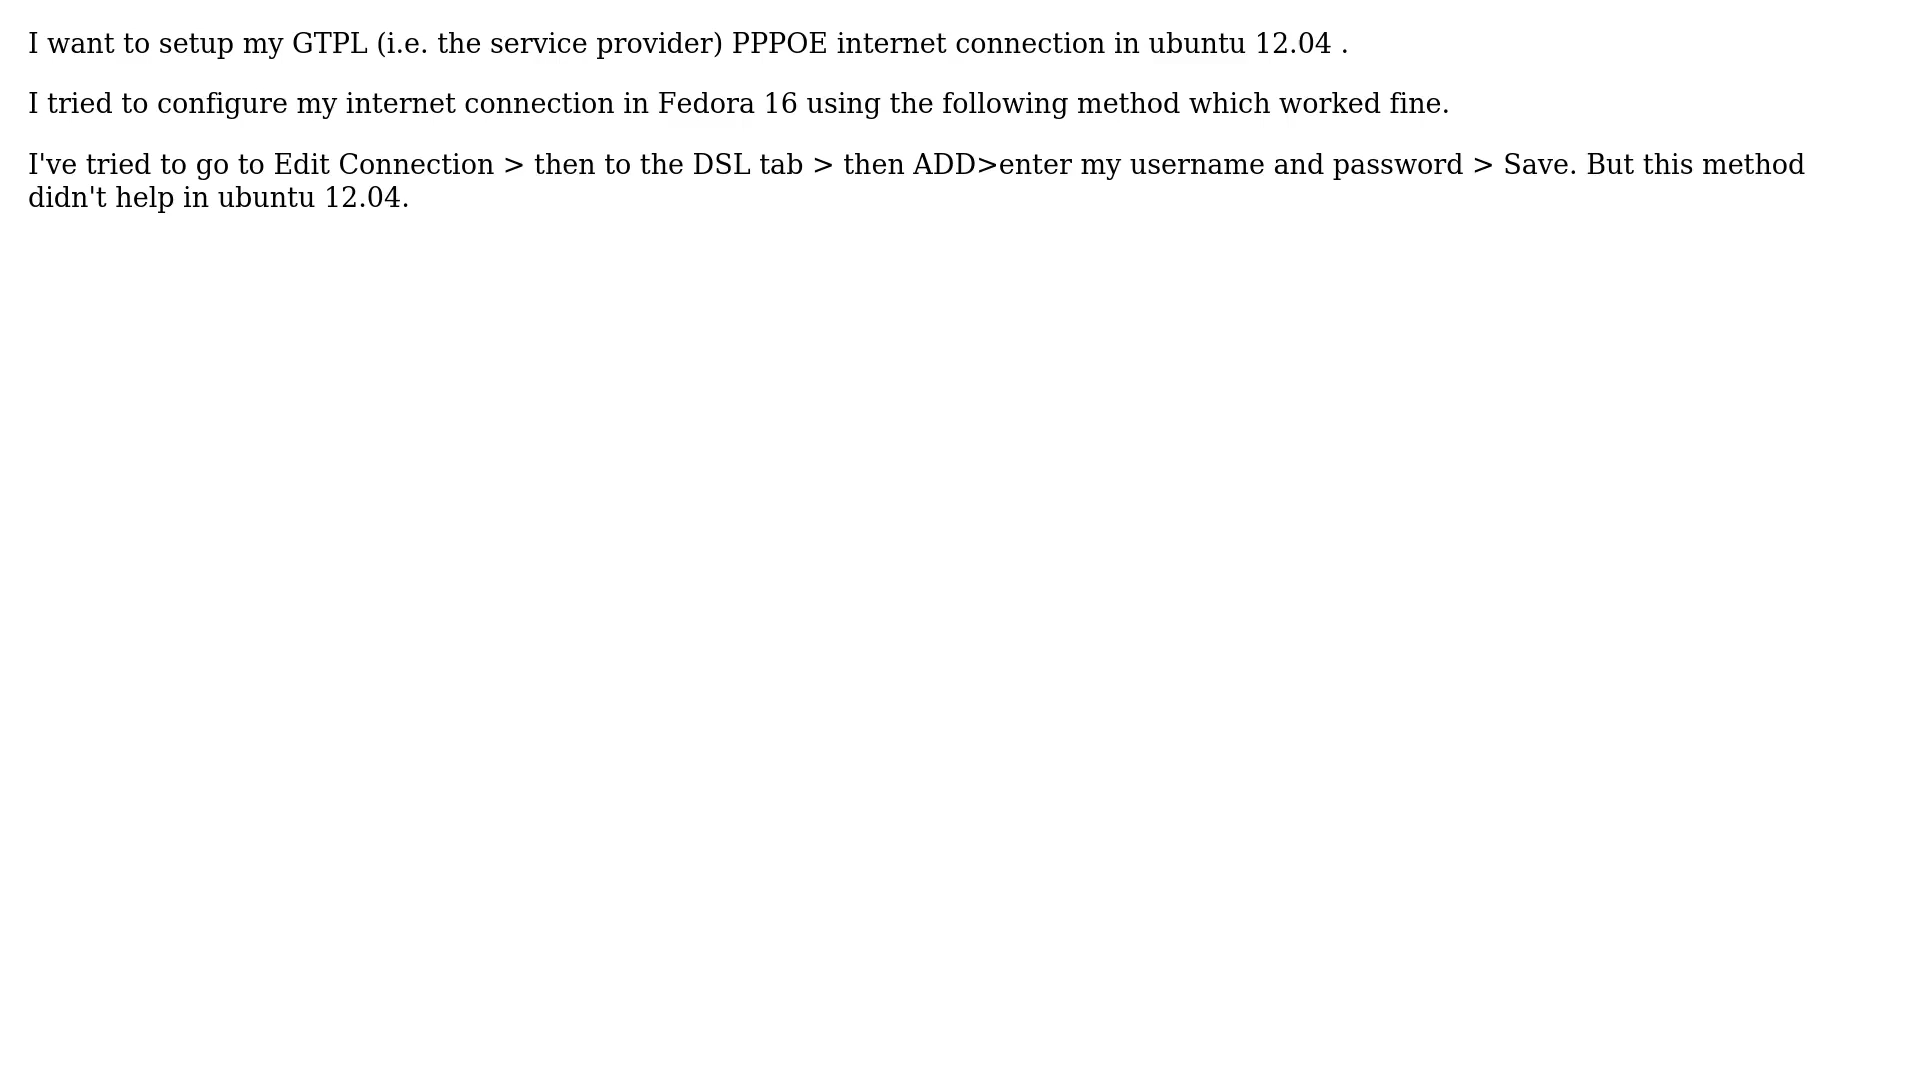 I want to setup my GTPL (i.e. the service provider) PPPOE internet connection in ubuntu 12.04 .
I tried to configure my internet connection in Fedora 16 using the following method which worked fine.
I've tried to go to Edit Connection > then to the DSL tab > then ADD>enter my username and password > Save. But this method
didn't help in ubuntu 12.04.